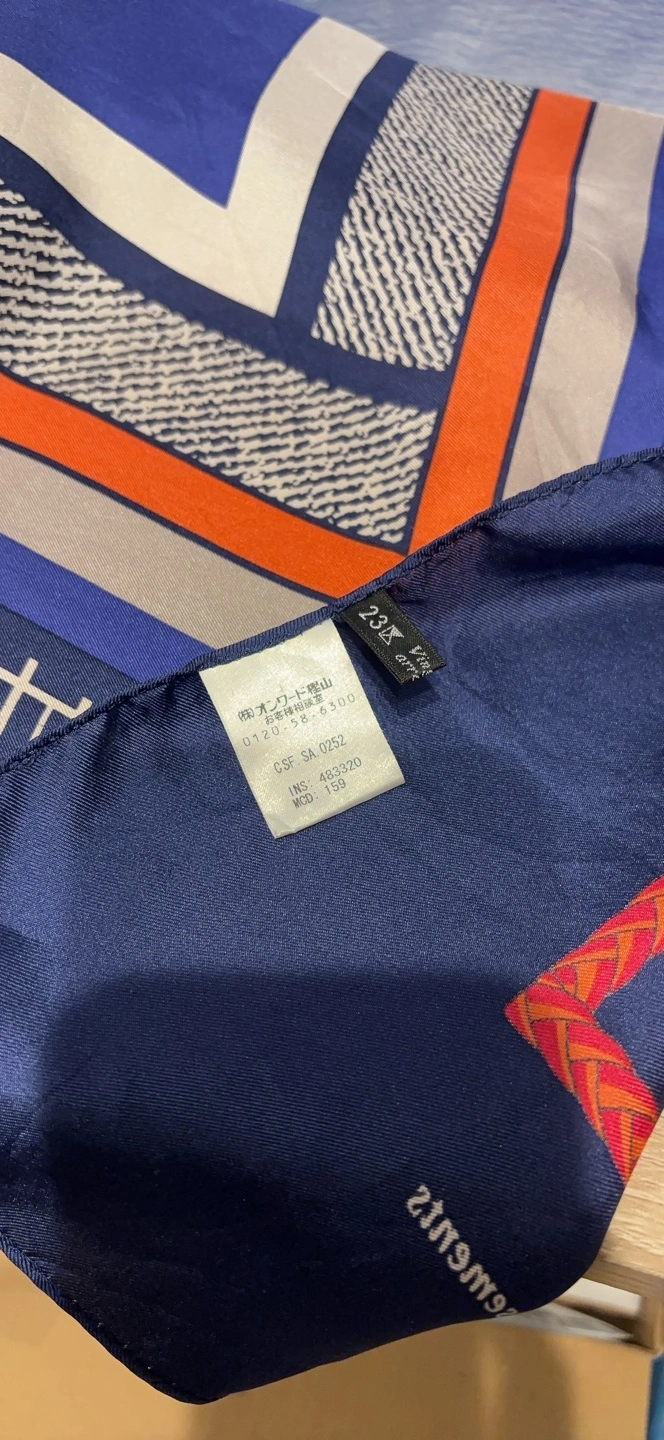 23区
(株)オンワード樫山
お客様相談室
0120-58-6300
CSF.SA.0252
INS: 483320
MCD: 159